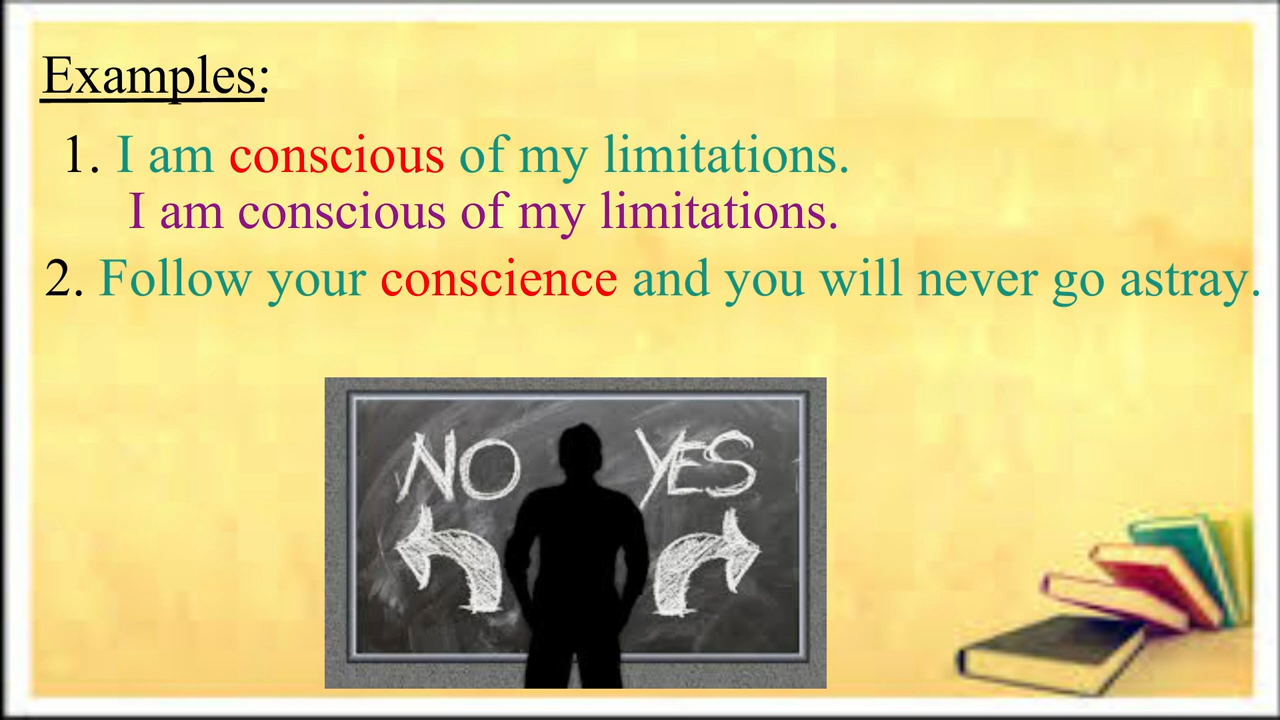 Examples:
1. I am conscious of my limitations.
I am conscious of my limitations.
2. Follow your conscience and you will never go astray.
NO YES